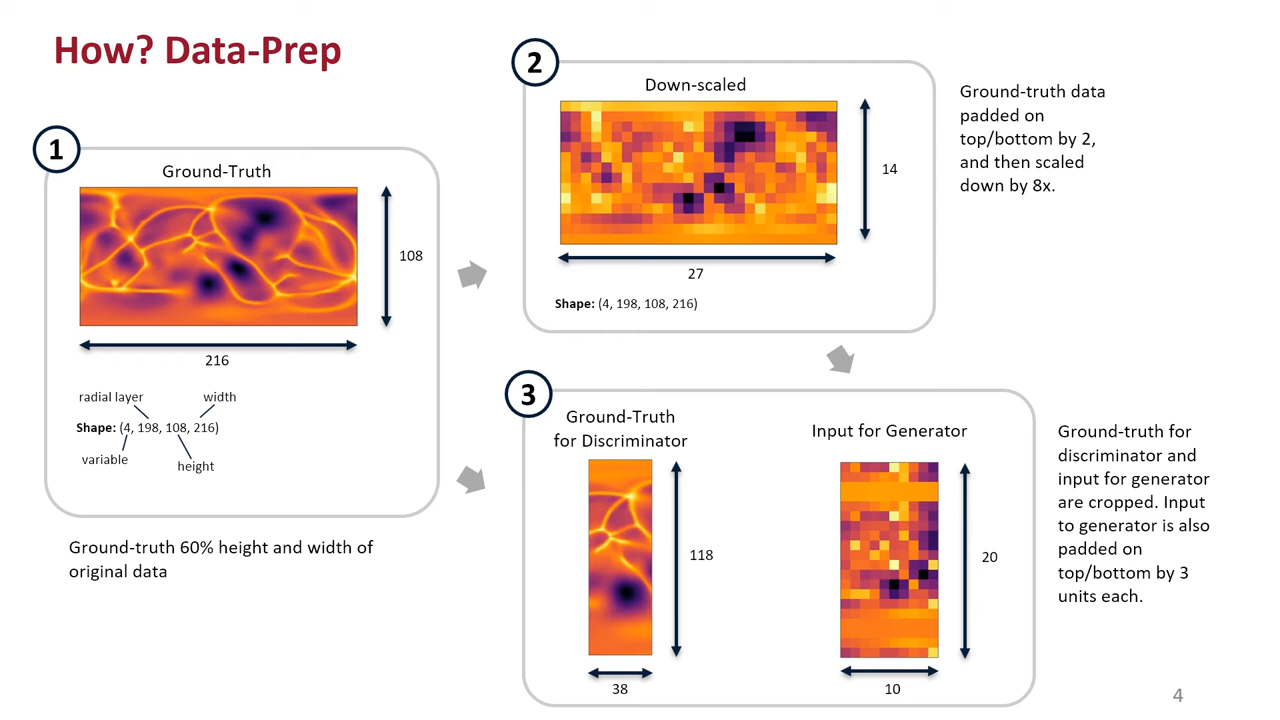 How? Data-Prep
1
Ground-Truth
108
216
radial layer
width
Shape: (4, 198, 108, 216)
variable
height
Ground-truth 60% height and width of
original data
2
Down-scaled
14
27
Shape: (4, 198, 108, 216)
Ground-truth data
padded on
top/bottom by 2,
and then scaled
down by 8x.
3
Ground-Truth
for Discriminator
118
38
Input for Generator
20
10
Ground-truth for
discriminator and
input for generator
are cropped. Input
to generator is also
padded on
top/bottom by 3
units each.
4